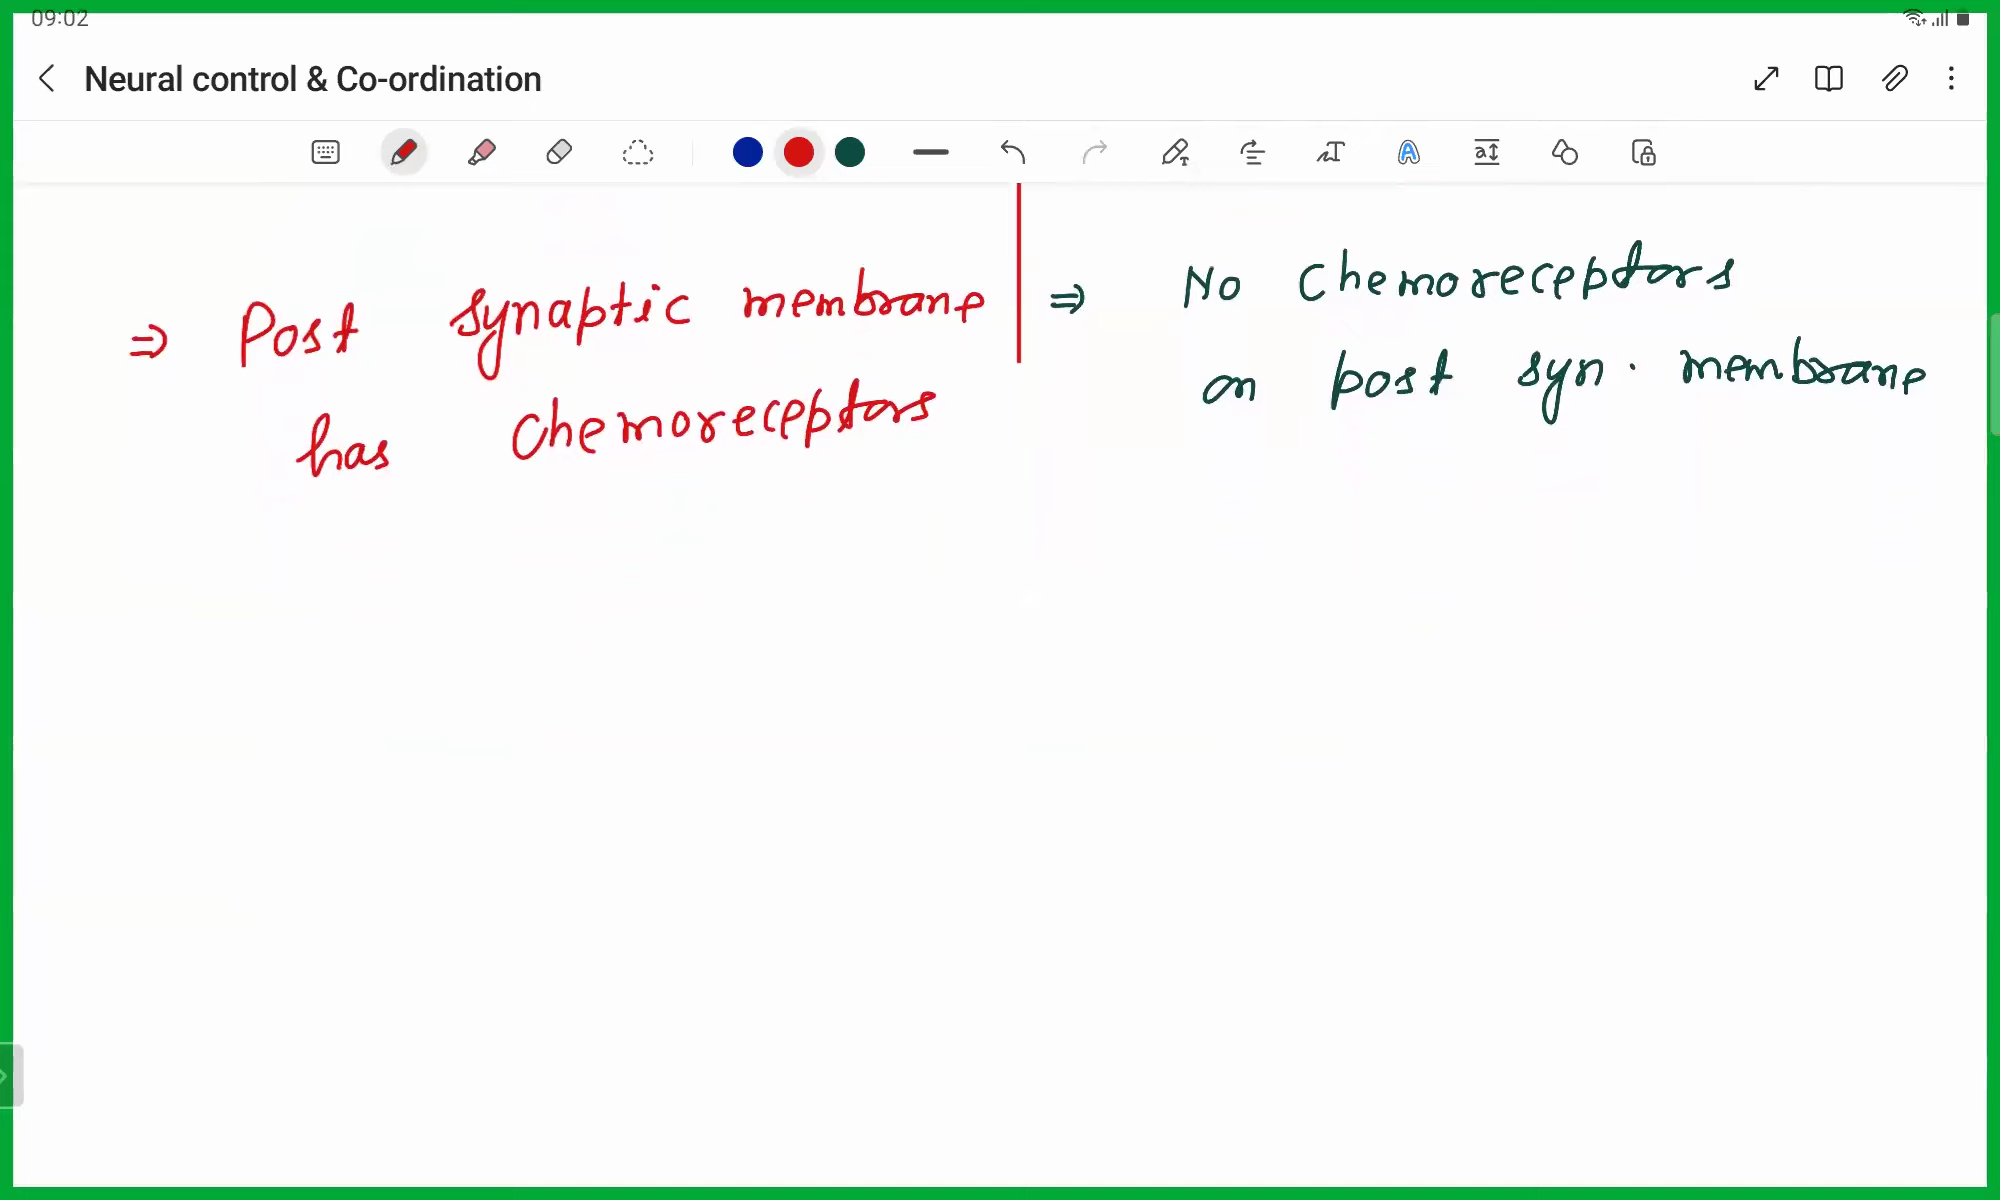 09:02
Neural control & Co-ordination
⇒ Post synaptic membrane
has chemoreceptors
⇒ No chemoreceptors
on post syn. membrane